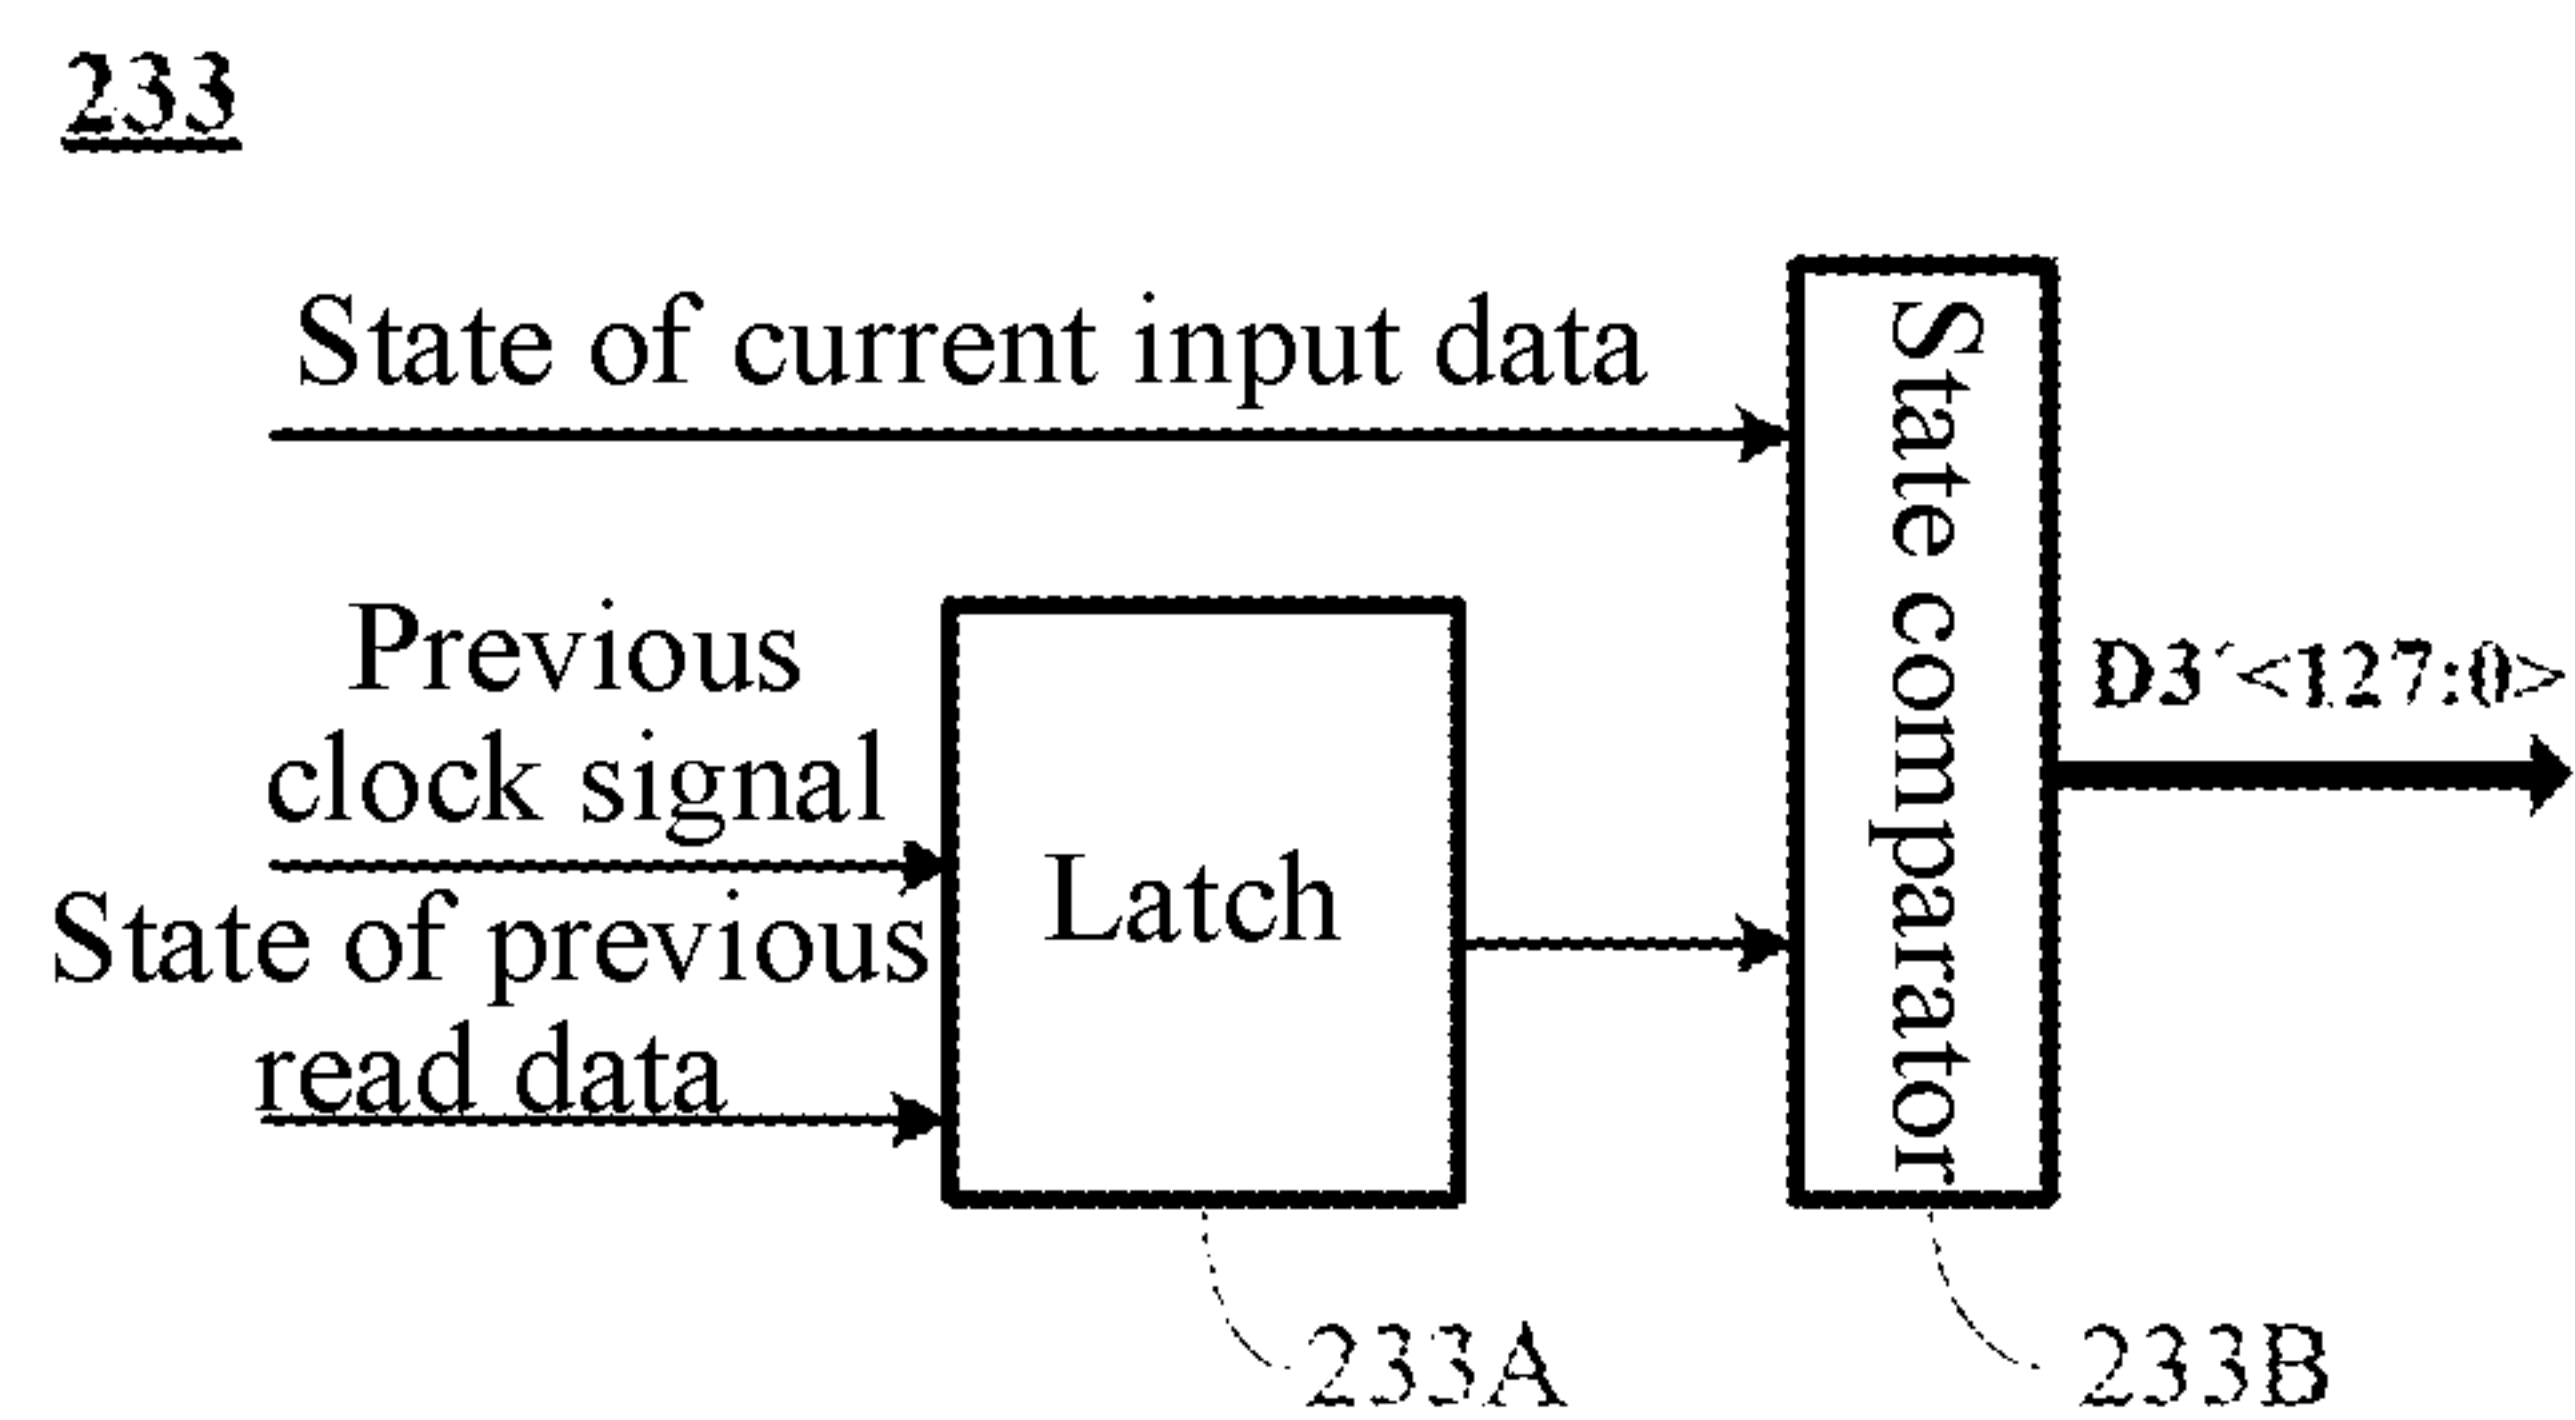 233
State of current input data
Previous
clock signal
State of previous
read data
Latch
State comparator
D3´<127:0>
233A
233B